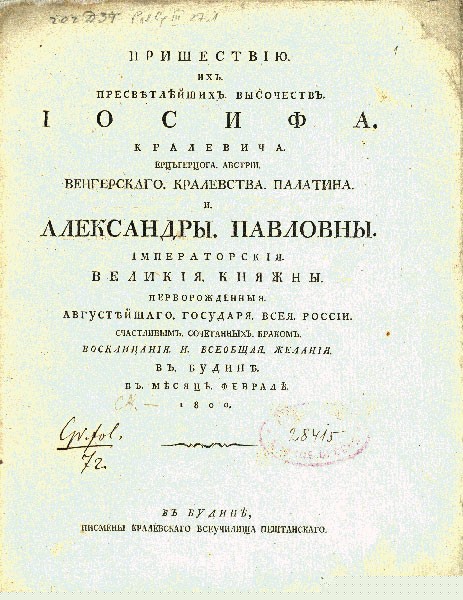 1
ПРИШЕСТВІЮ.
ИХЪ.
ПРЕСВѢТЛѢЙШИХЪ. ВЫСОЧЕСТВЪ.
ІОСИФА.
КРАЛЕВИЧА.
ЕРЦЪГЕРЦОГА. АВСТРІИ.
ВЕНГЕРСКАГО. КРАЛЕВСТВА. ПАЛАТИНА.
И.
АЛЕКСАНДРЫ. ПАВЛОВНЫ.
ІМПЕРАТОРСКІЯ.
ВЕЛИКІЯ. КНЯЖНЫ.
ПЕРВОРОЖДЕННЫЯ.
АВГУСТѢЙШАГО. ГОСУДАРЯ. ВСЕЯ. РОССІИ.
СЧАСТЛИВЫМЪ. СОЧЕТАННЫХЪ. БРАКОМЪ.
ВОСКЛИЦАНІЯ. И. ВСЕОБЩАЯ. ЖЕЛАНІЯ.
ВЪ. БУДИНѢ.
ВЪ. МѢСЯЦѢ. ФЕВРАЛѢ.
1800.
Gr. fol.
72.
28415
ВЪ БУДИНѢ,
ПИСМЕНЫ КРАЛЕВСКАГО ВСЕУЧИЛИЩА ПЕШТАНСКАГО.